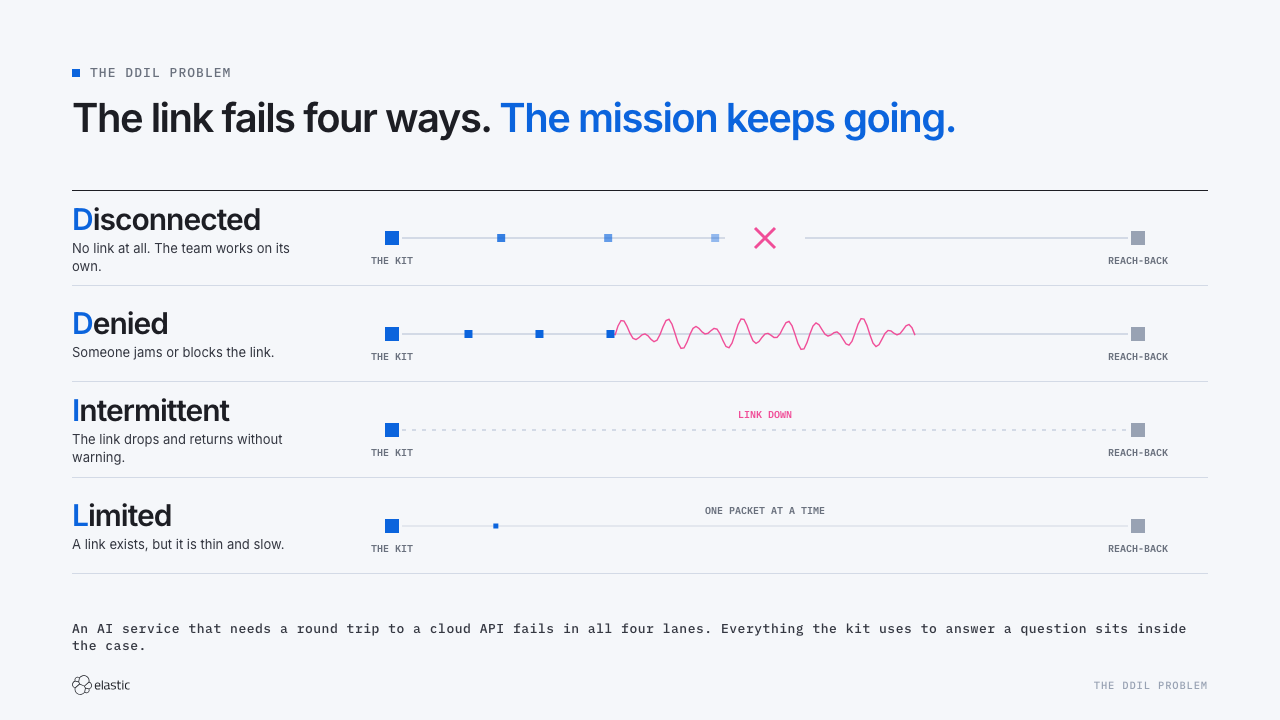 THE DDIL PROBLEM
The link fails four ways. The mission keeps going.
Disconnected
No link at all. The team works on its
own.
THE KIT
REACH-BACK
Denied
Someone jams or blocks the link.
THE KIT
REACH-BACK
Intermittent
The link drops and returns without
warning.
LINK DOWN
THE KIT
REACH-BACK
Limited
A link exists, but it is thin and slow.
ONE PACKET AT A TIME
THE KIT
REACH-BACK
An AI service that needs a round trip to a cloud API fails in all four lanes. Everything the kit uses to answer a question sits inside
the case.
elastic
THE DDIL PROBLEM